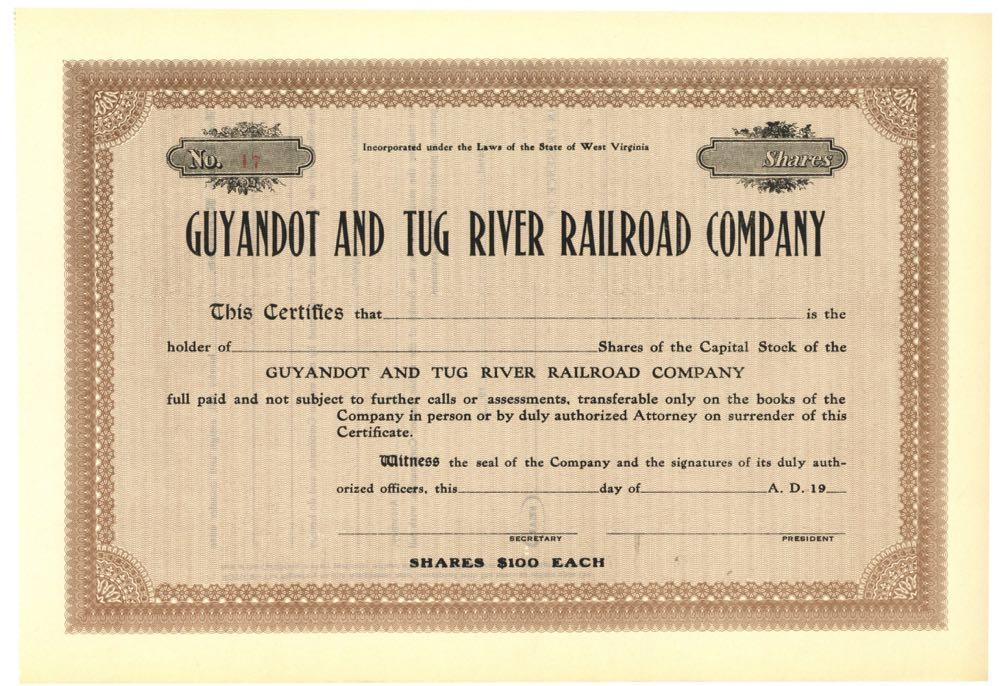 No. 17
Incorporated under the Laws of the State of West Virginia
Shares
GUYANDOT AND TUG RIVER RAILROAD COMPANY
This Certifies that is the
holder of Shares of the Capital Stock of the
GUYANDOT AND TUG RIVER RAILROAD COMPANY
full paid and not subject to further calls or assessments, transferable only on the books of the
Company in person or by duly authorized Attorney on surrender of this
Certificate.
Witness the seal of the Company and the signatures of its duly auth-
orized officers, this day of A. D. 19
SECRETARY PRESIDENT
SHARES $100 EACH